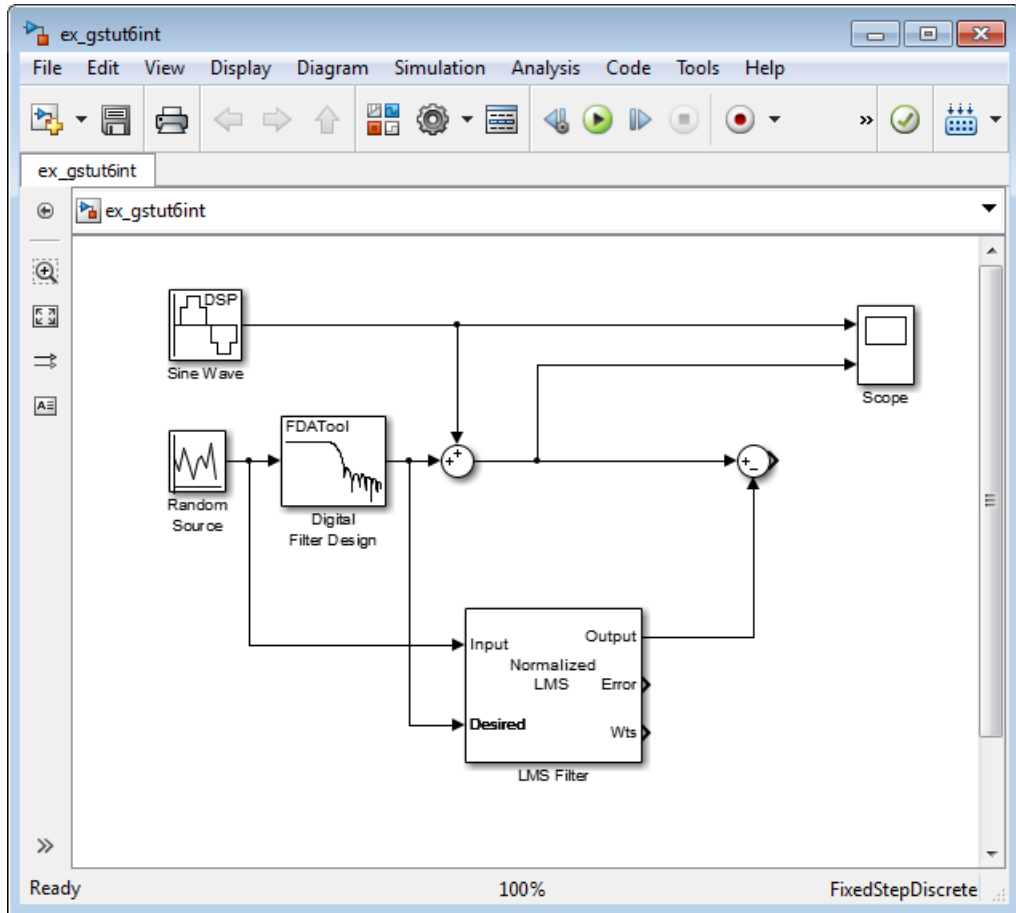 ex_gstut6int
File Edit View Display Diagram Simulation Analysis Code Tools Help
»
ex_gstut6int
ex_gstut6int
DSP
Sine Wave
Scope
FDATool
Random
Source
Digital
Filter Design
+ +
+ -
Input
Output
Normalized
LMS
Error
Desired
Wts
LMS Filter
A
»
Ready 100% FixedStepDiscrete